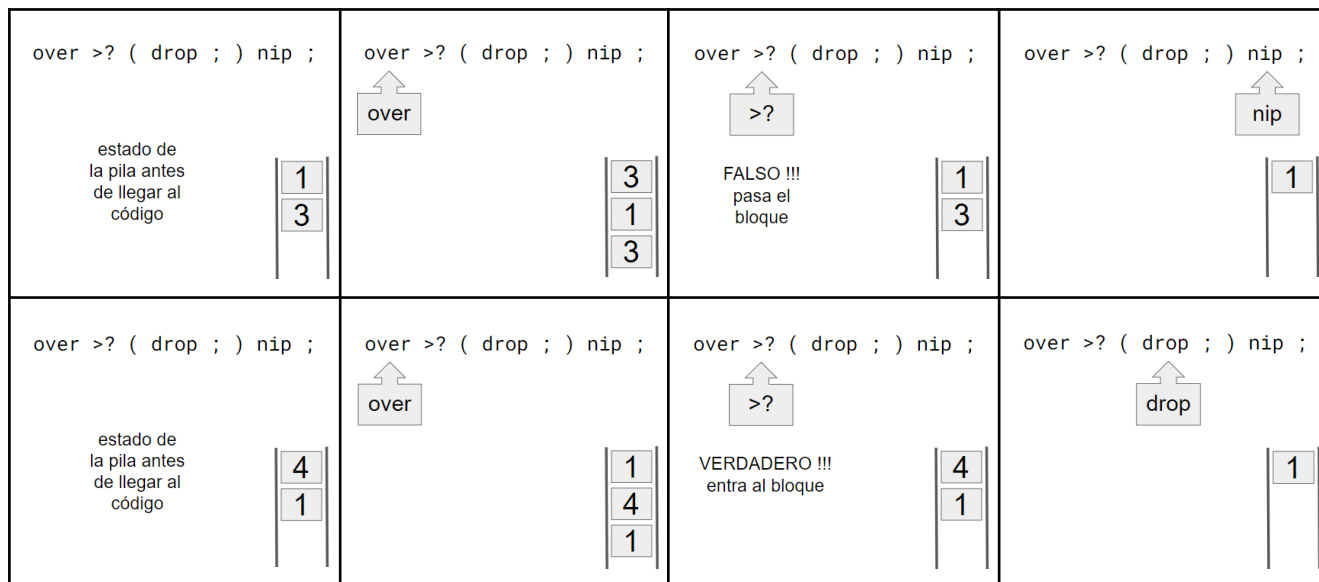 over >? ( drop ; ) nip ;
estado de
la pila antes
de llegar al
código
1
3
over >? ( drop ; ) nip ;
over
3
1
3
over >? ( drop ; ) nip ;
>?
FALSO !!!
pasa el
bloque
1
3
over >? ( drop ; ) nip ;
nip
1
over >? ( drop ; ) nip ;
estado de
la pila antes
de llegar al
código
4
1
over >? ( drop ; ) nip ;
over
1
4
1
over >? ( drop ; ) nip ;
>?
VERDADERO !!!
entra al bloque
4
1
over >? ( drop ; ) nip ;
drop
1